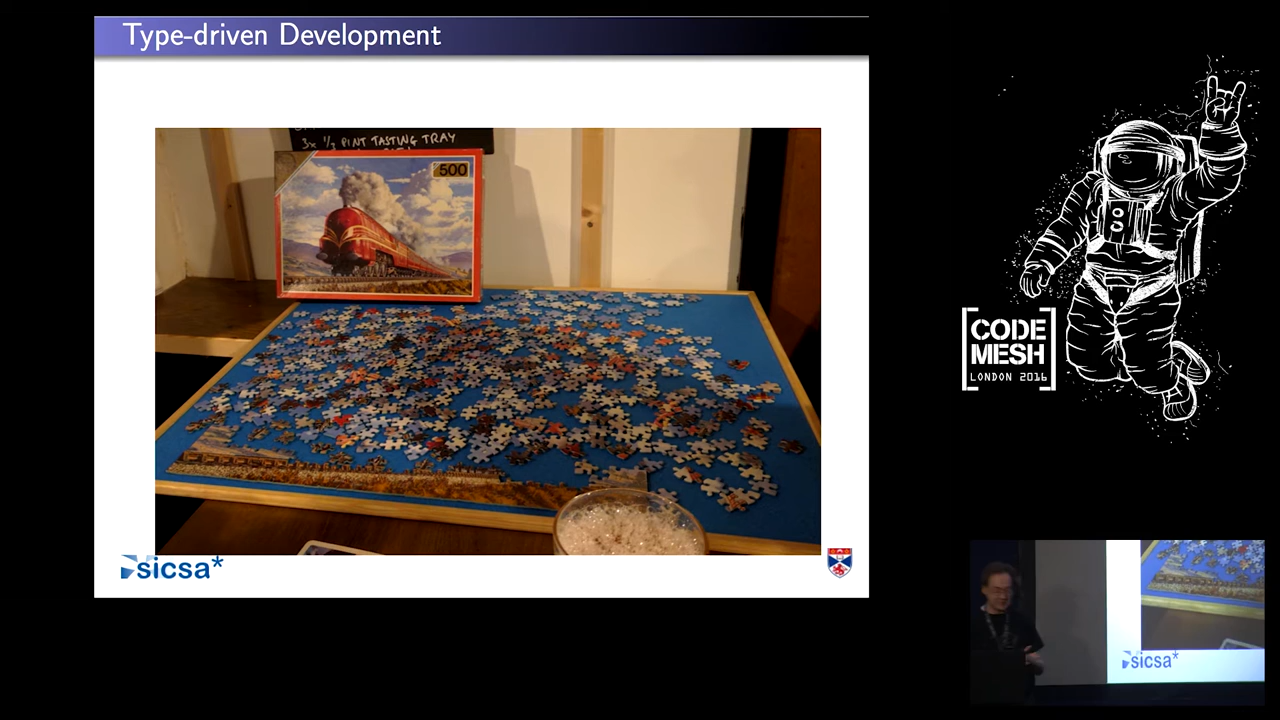 Type-driven Development
3x 1/3 PINT TASTING TRAY
500
sicsa*
CODE
MESH
LONDON 2016
sicsa*